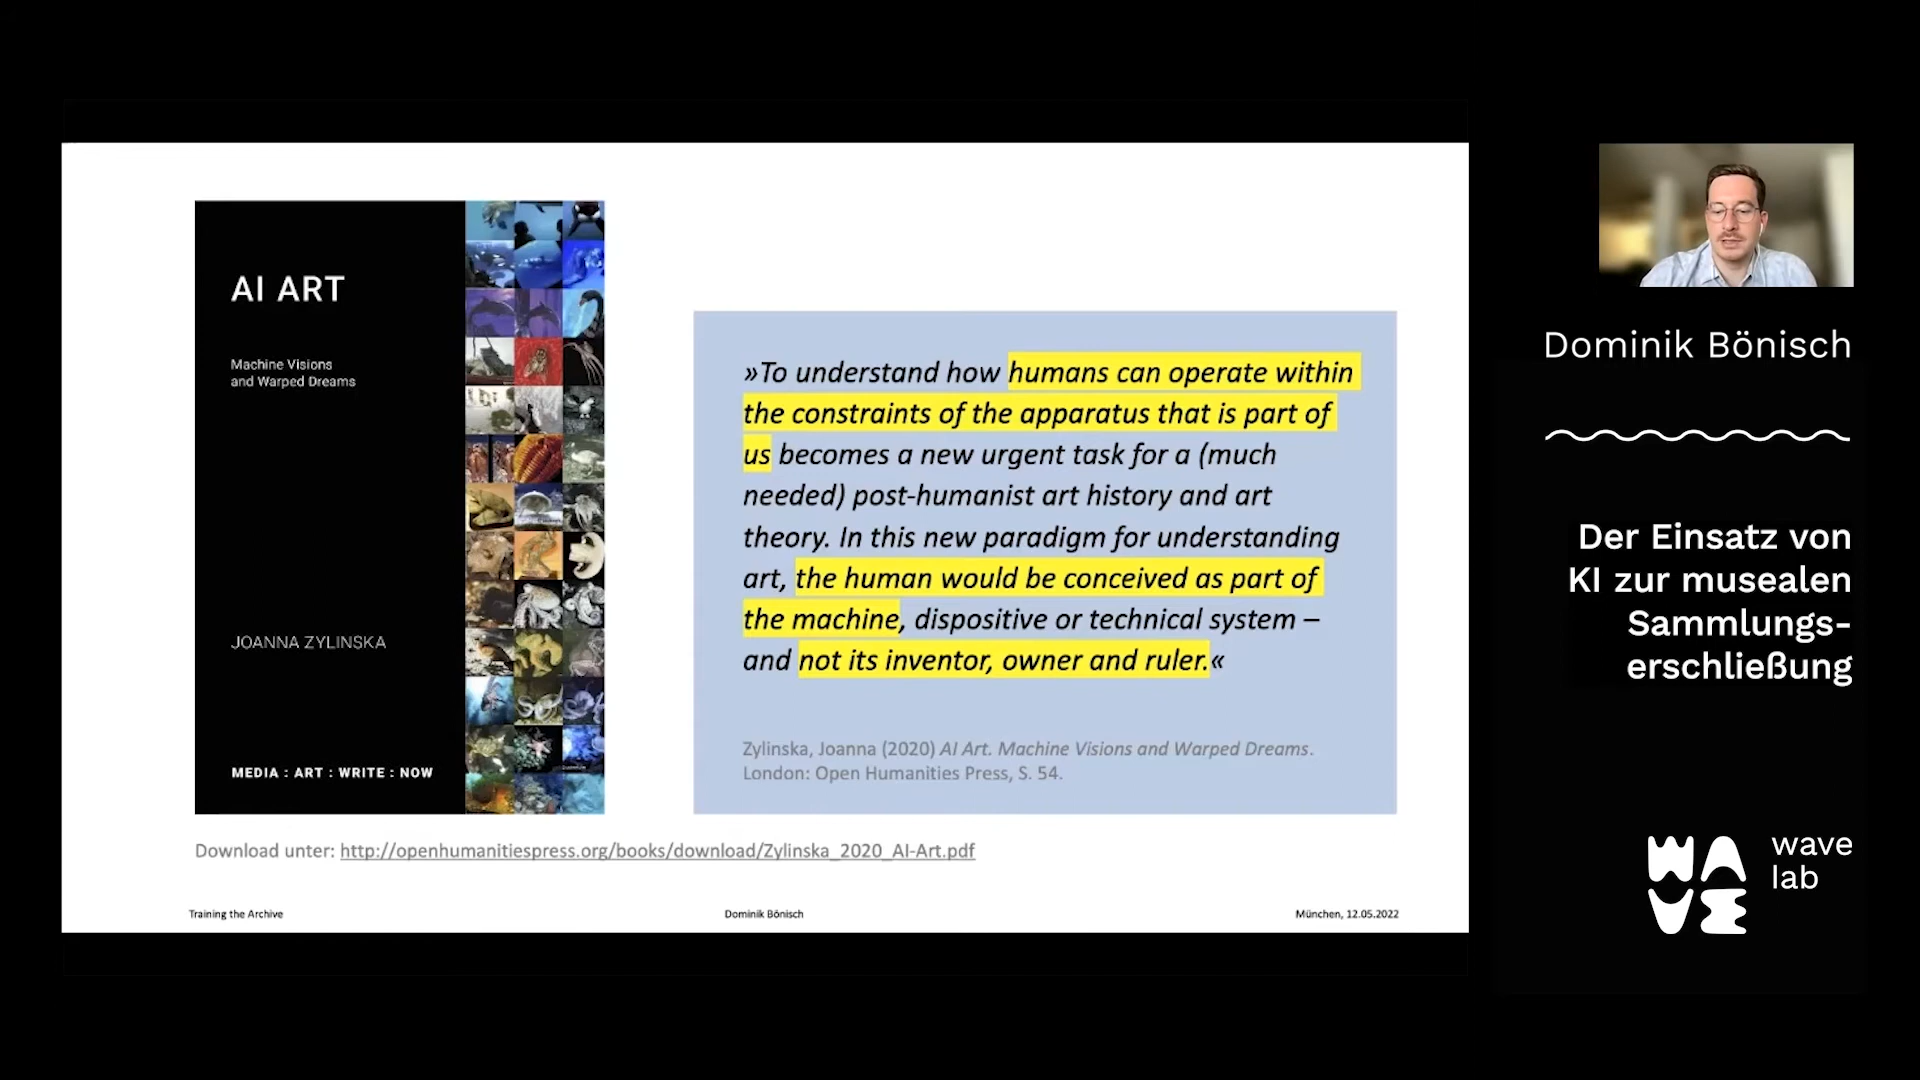 AI ART
Machine Visions
and Warped Dreams
JOANNA ZYLINSKA
MEDIA : ART : WRITE : NOW
»To understand how humans can operate within
the constraints of the apparatus that is part of
us becomes a new urgent task for a (much
needed) post-humanist art history and art
theory. In this new paradigm for understanding
art, the human would be conceived as part of
the machine, dispositive or technical system –
and not its inventor, owner and ruler.«
Zylinska, Joanna (2020) AI Art. Machine Visions and Warped Dreams.
London: Open Humanities Press, S. 54.
Download unter: http://openhumanitiespress.org/books/download/Zylinska_2020_AI-Art.pdf
Training the Archive
Dominik Bönisch
München, 12.05.2022
Dominik Bönisch
Der Einsatz von
KI zur musealen
Sammlungs-
erschließung
WA
VE
wave
lab